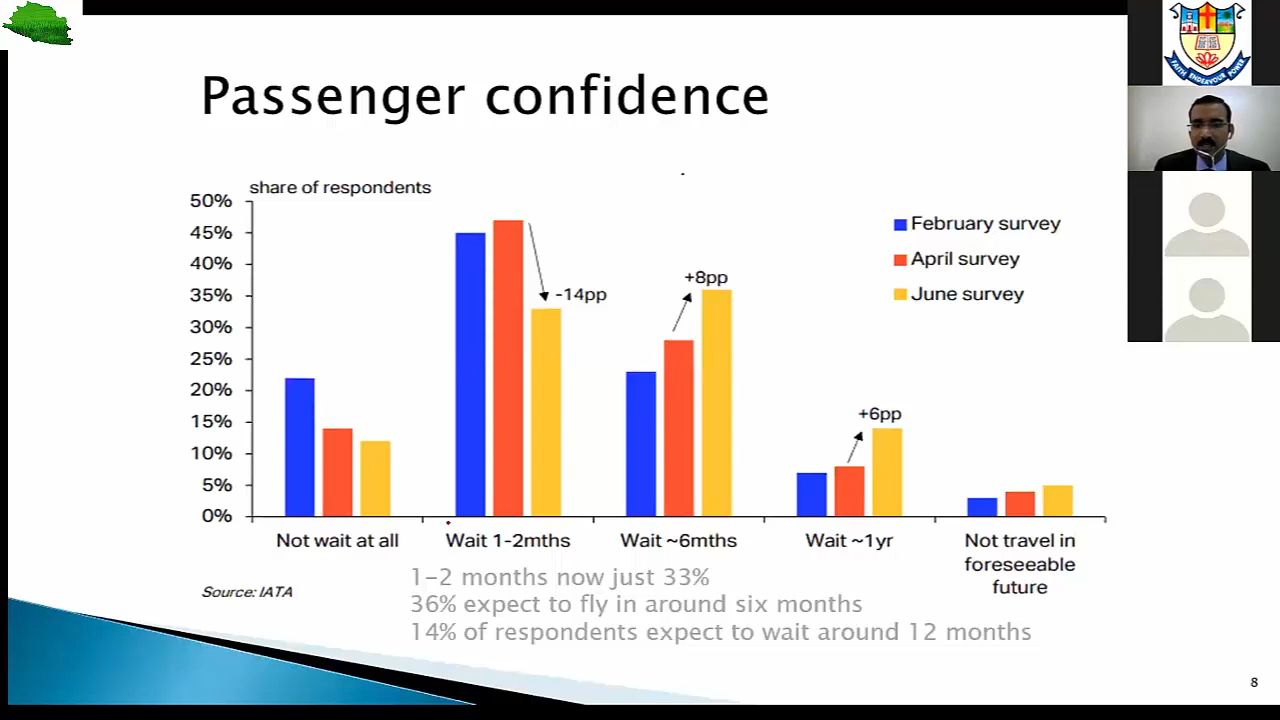 Passenger confidence
share of respondents
50%
45%
40%
35%
30%
25%
20%
15%
10%
5%
0%
-14pp
+8pp
+6pp
February survey
April survey
June survey
Not wait at all
Wait 1-2mths
Wait ~6mths
Wait ~1yr
Not travel in
foreseeable
future
Source: IATA
1-2 months now just 33%
36% expect to fly in around six months
14% of respondents expect to wait around 12 months
8
FAITH ENDEAVOUR POWER